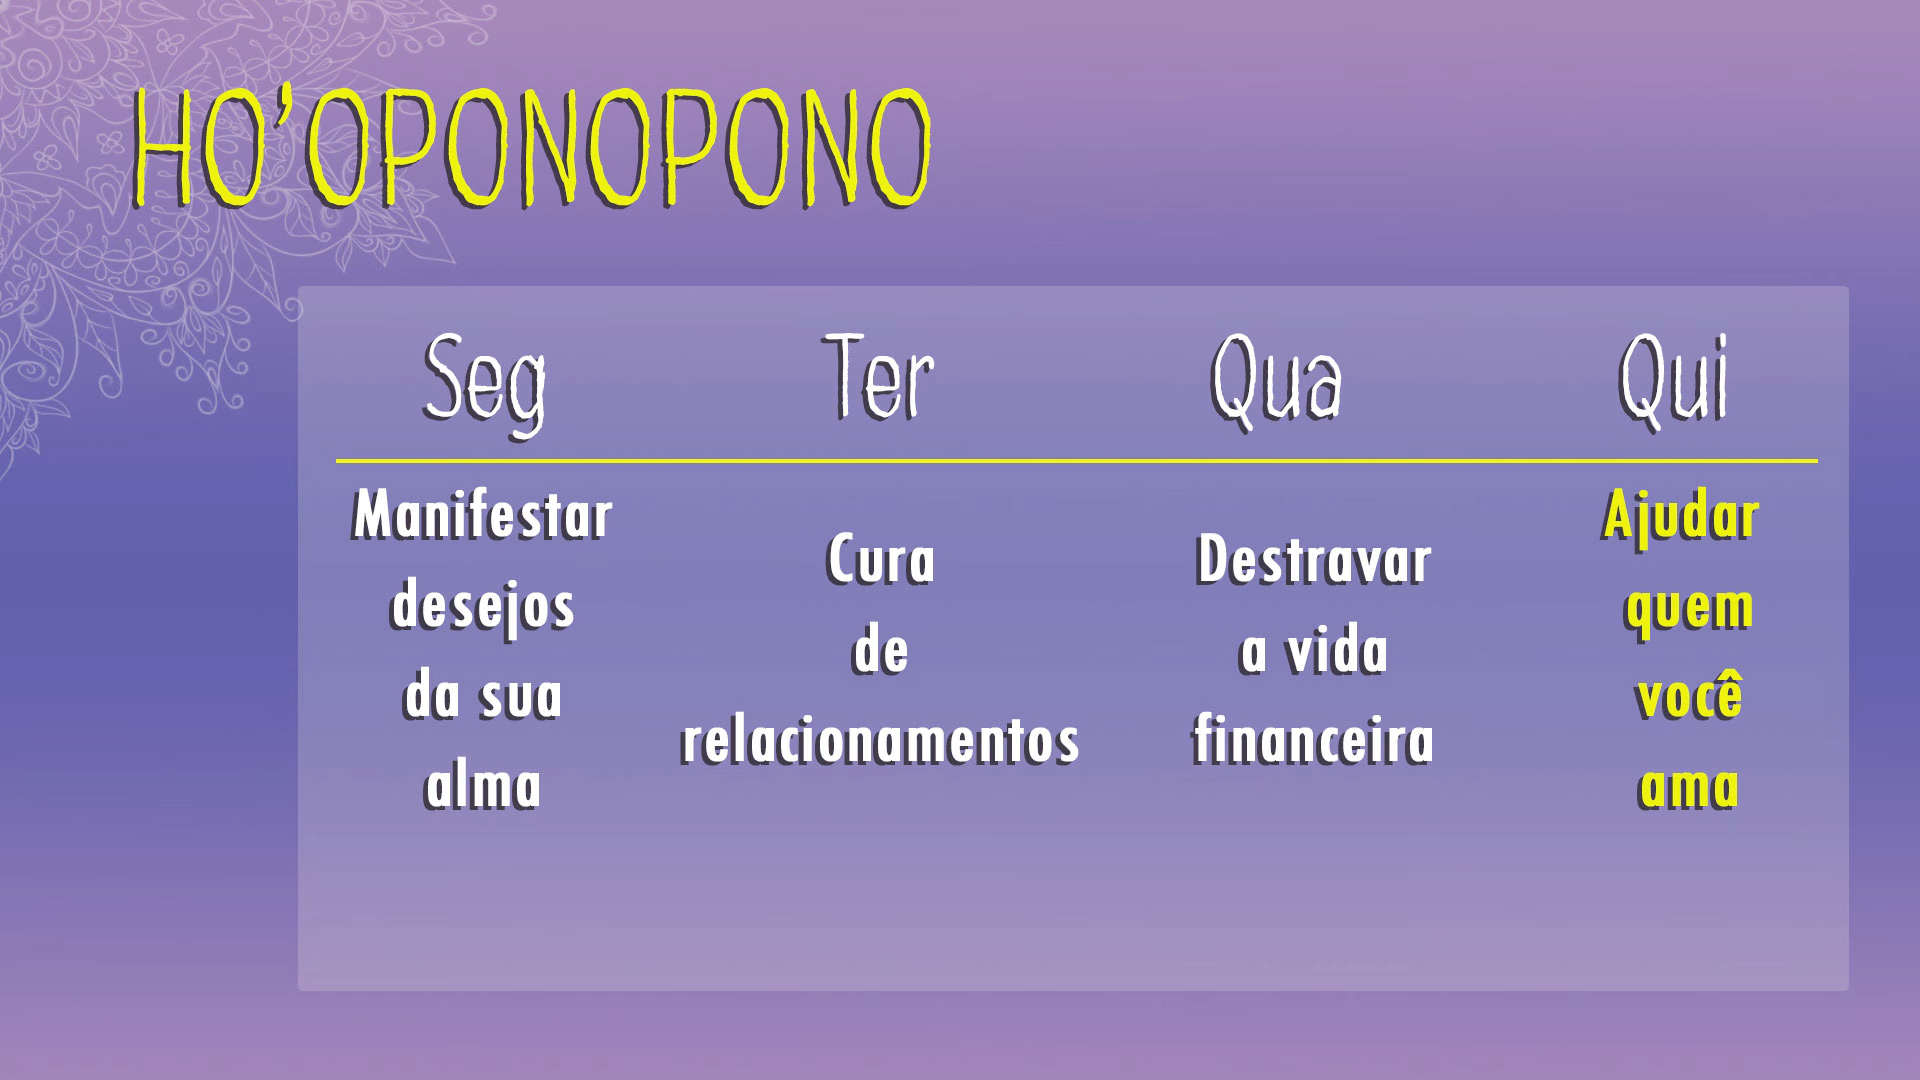 HO’OPONOPONO
Seg
Ter
Qua
Qui
Manifestar
desejos
da sua
alma
Cura
de
relacionamentos
Destravar
a vida
financeira
Ajudar
quem
você
ama